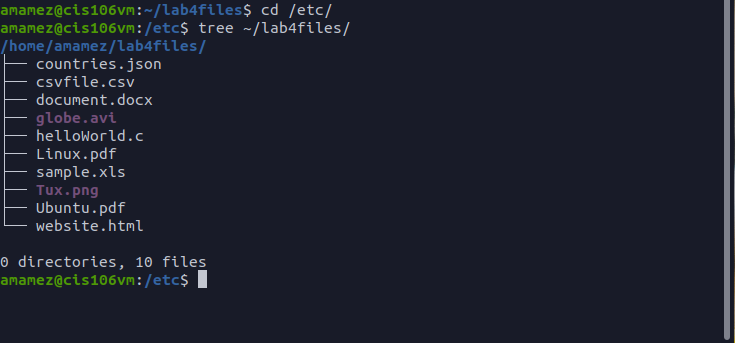 amamez@cis106vm:~/lab4files$ cd /etc/
amamez@cis106vm:/etc$ tree ~/lab4files/
/home/amamez/lab4files/
├── countries.json
├── csvfile.csv
├── document.docx
├── globe.avi
├── helloWorld.c
├── Linux.pdf
├── sample.xls
├── Tux.png
├── Ubuntu.pdf
└── website.html
0 directories, 10 files
amamez@cis106vm:/etc$